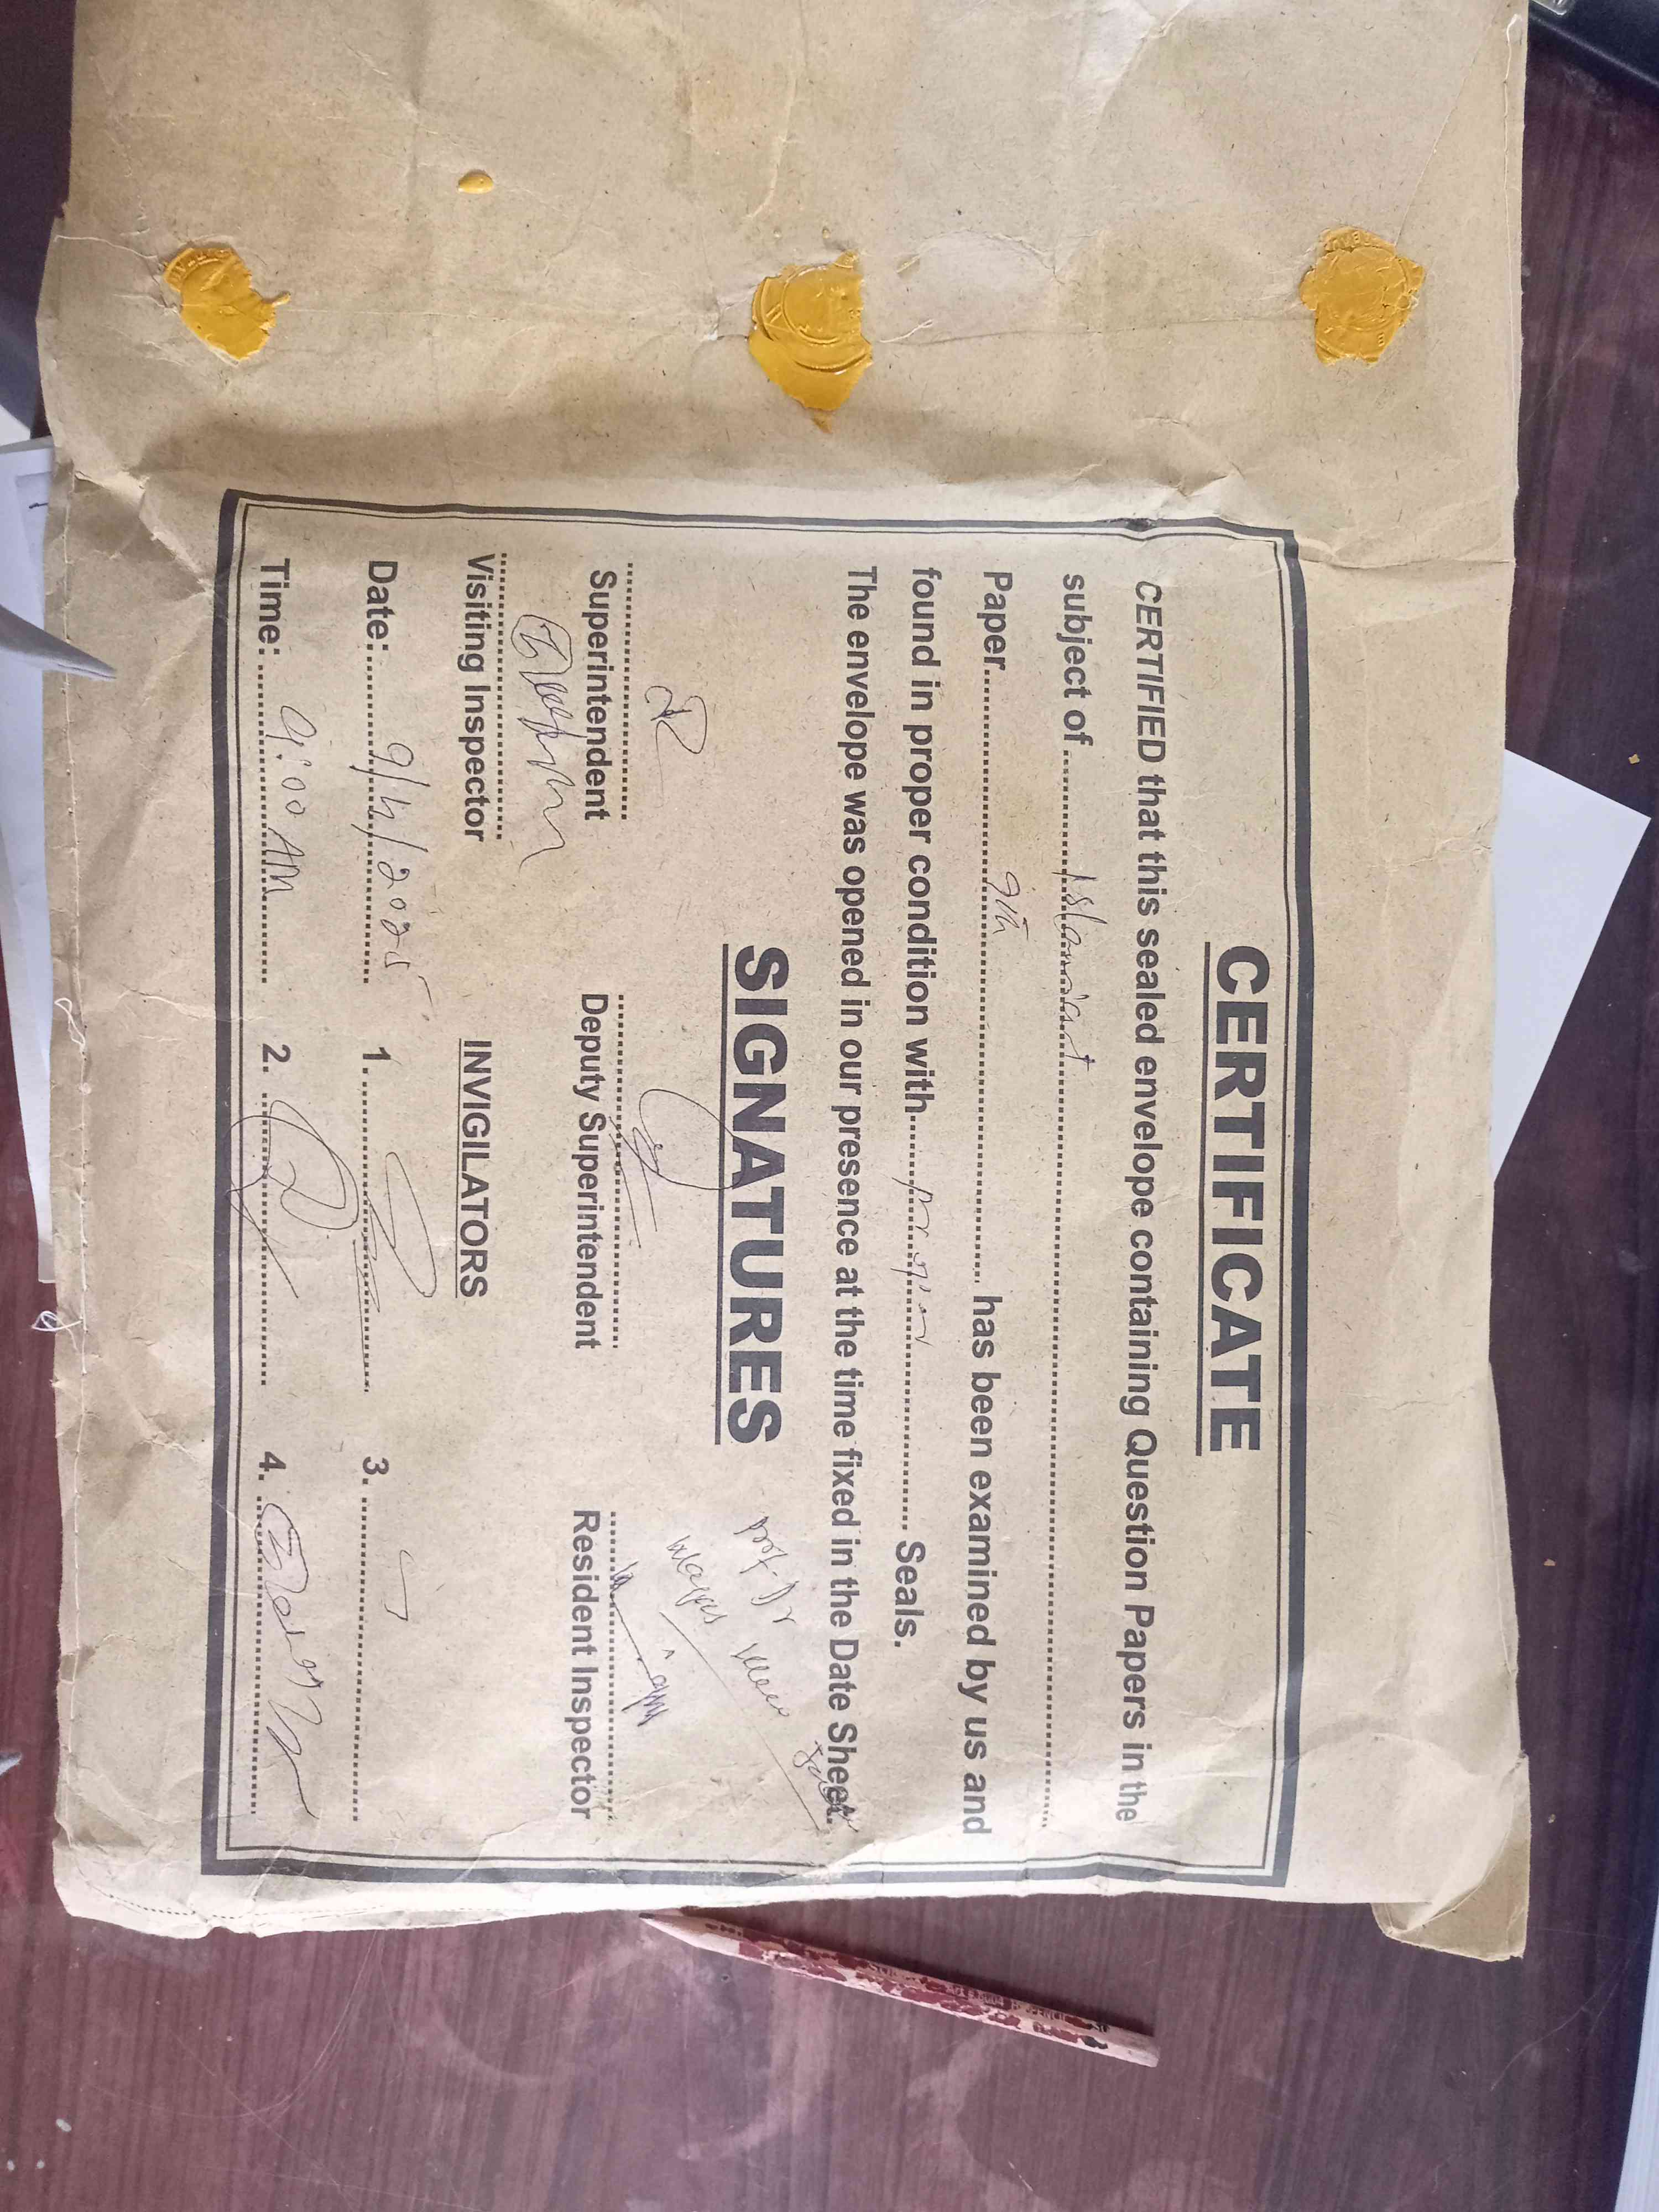 CERTIFICATE
CERTIFIED that this sealed envelope containing Question Papers in the
subject of ........ Islamiat ........
Paper........ 9th ........ has been examined by us and
found in proper condition with........ proper ........ Seals.
The envelope was opened in our presence at the time fixed in the Date Sheet.
SIGNATURES
Superintendent
Deputy Superintendent
Resident Inspector
Visiting Inspector
INVIGILATORS
Date: ........ 9/4/2025
1. ........
3. ........
Time: ........ 9:00 AM
2. ........
4. ........